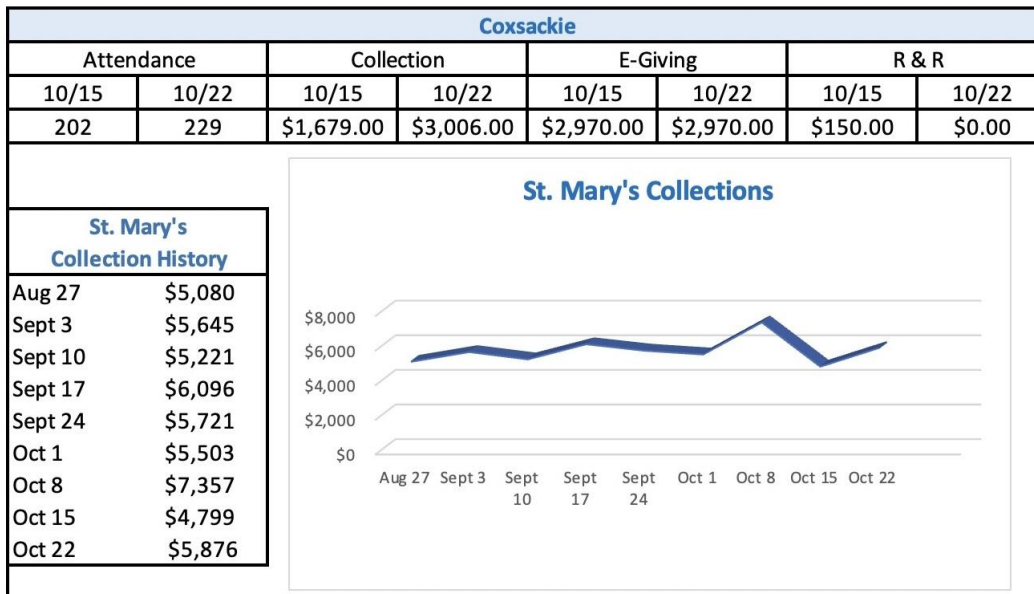 Coxsackie
Attendance Collection E-Giving R & R
10/15 10/22 10/15 10/22 10/15 10/22 10/15 10/22
202 229 $1,679.00 $3,006.00 $2,970.00 $2,970.00 $150.00 $0.00
St. Mary's
Collection History
Aug 27 $5,080
Sept 3 $5,645
Sept 10 $5,221
Sept 17 $6,096
Sept 24 $5,721
Oct 1 $5,503
Oct 8 $7,357
Oct 15 $4,799
Oct 22 $5,876
St. Mary's Collections
$8,000
$6,000
$4,000
$2,000
$0
Aug 27 Sept 3 Sept Sept Sept Oct 1 Oct 8 Oct 15 Oct 22
10 17 24